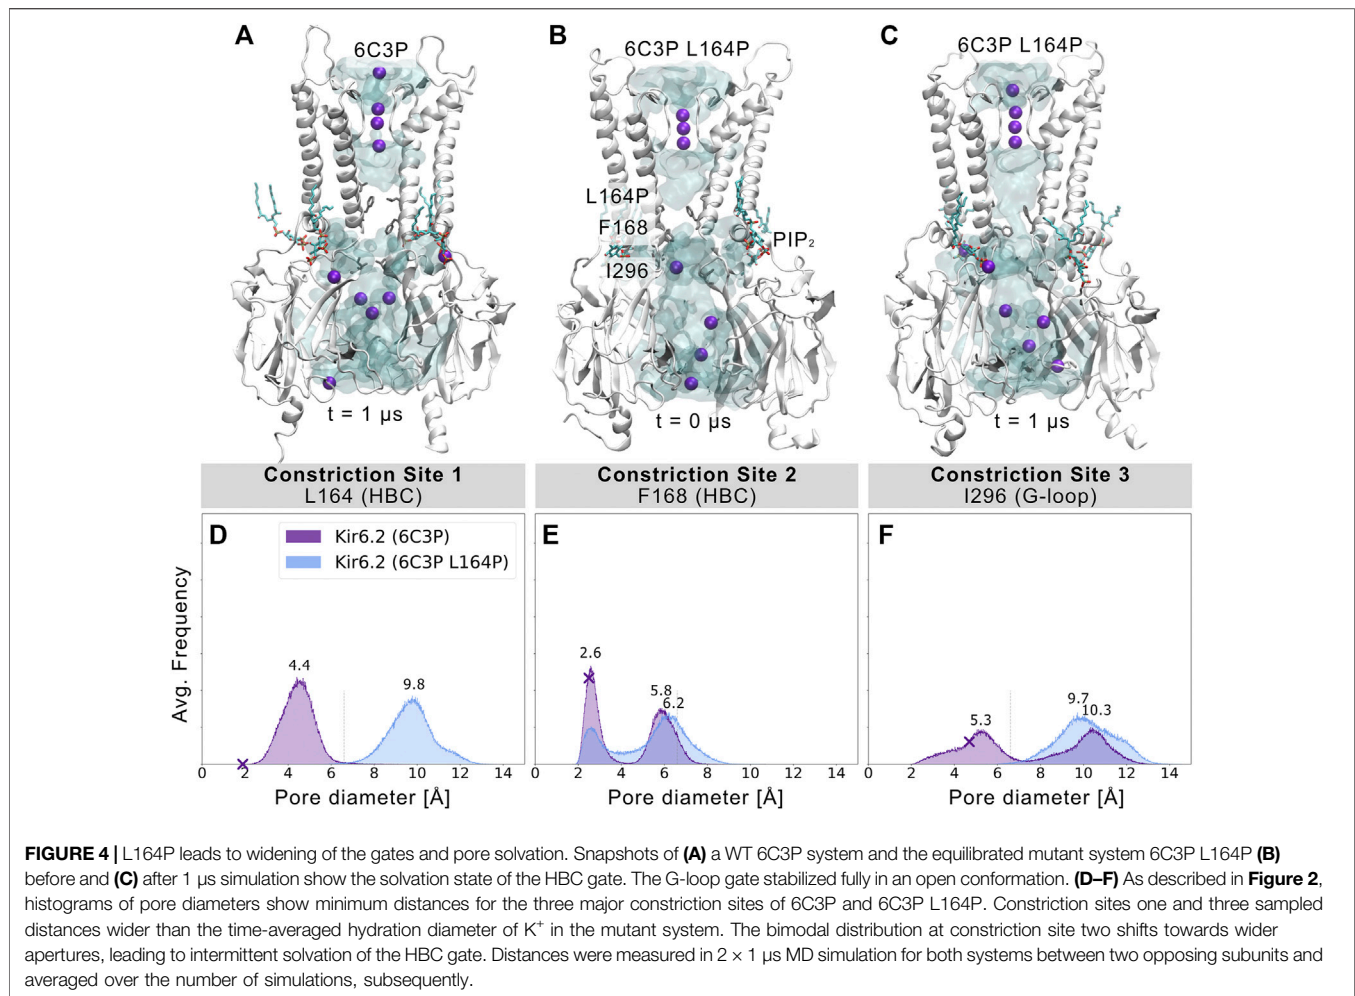 A
B
C
6C3P
6C3P L164P
6C3P L164P
L164P
F168
I296
PIP₂
t = 1 µs
t = 0 µs
t = 1 µs
Constriction Site 1
L164 (HBC)
Constriction Site 2
F168 (HBC)
Constriction Site 3
I296 (G-loop)
D
Kir6.2 (6C3P)
Kir6.2 (6C3P L164P)
4.4
9.8
E
2.6
5.8
6.2
F
5.3
9.7
10.3
Avg. Frequency
0 2 4 6 8 10 12 14
0 2 4 6 8 10 12 14
0 2 4 6 8 10 12 14
Pore diameter [Å]
Pore diameter [Å]
Pore diameter [Å]
FIGURE 4 | L164P leads to widening of the gates and pore solvation. Snapshots of (A) a WT 6C3P system and the equilibrated mutant system 6C3P L164P (B)
before and (C) after 1 µs simulation show the solvation state of the HBC gate. The G-loop gate stabilized fully in an open conformation. (D–F) As described in Figure 2,
histograms of pore diameters show minimum distances for the three major constriction sites of 6C3P and 6C3P L164P. Constriction sites one and three sampled
distances wider than the time-averaged hydration diameter of K⁺ in the mutant system. The bimodal distribution at constriction site two shifts towards wider
apertures, leading to intermittent solvation of the HBC gate. Distances were measured in 2 × 1 µs MD simulation for both systems between two opposing subunits and
averaged over the number of simulations, subsequently.